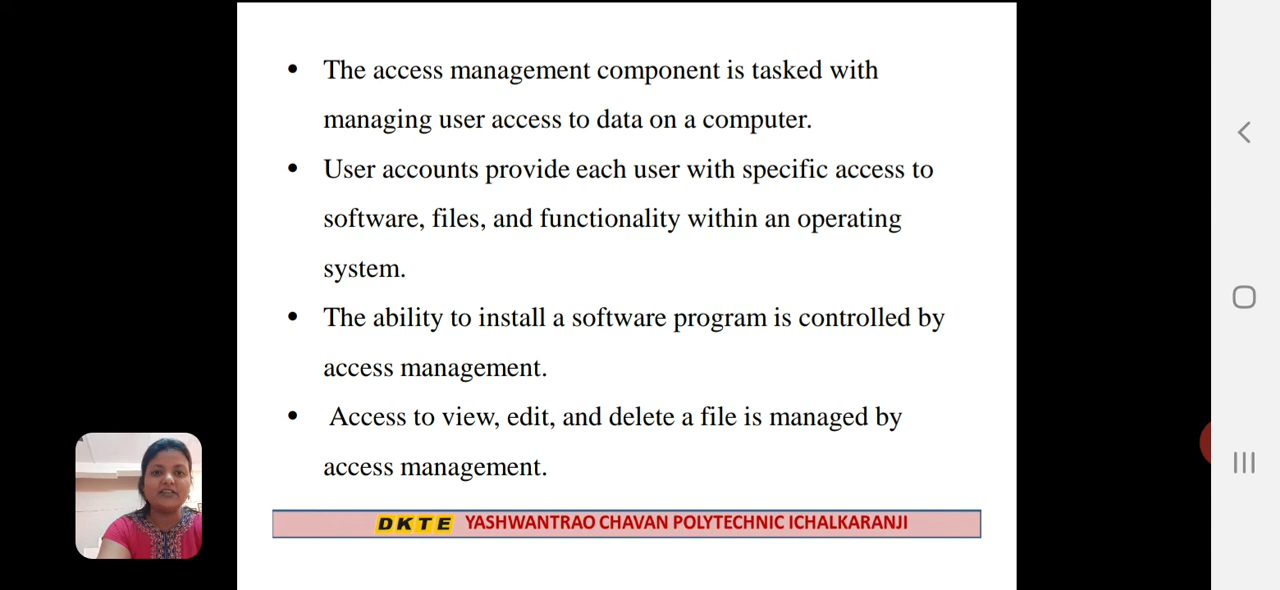 • The access management component is tasked with
managing user access to data on a computer.
• User accounts provide each user with specific access to
software, files, and functionality within an operating
system.
• The ability to install a software program is controlled by
access management.
• Access to view, edit, and delete a file is managed by
access management.
DKTE YASHWANTRAO CHAVAN POLYTECHNIC ICHALKARANJI